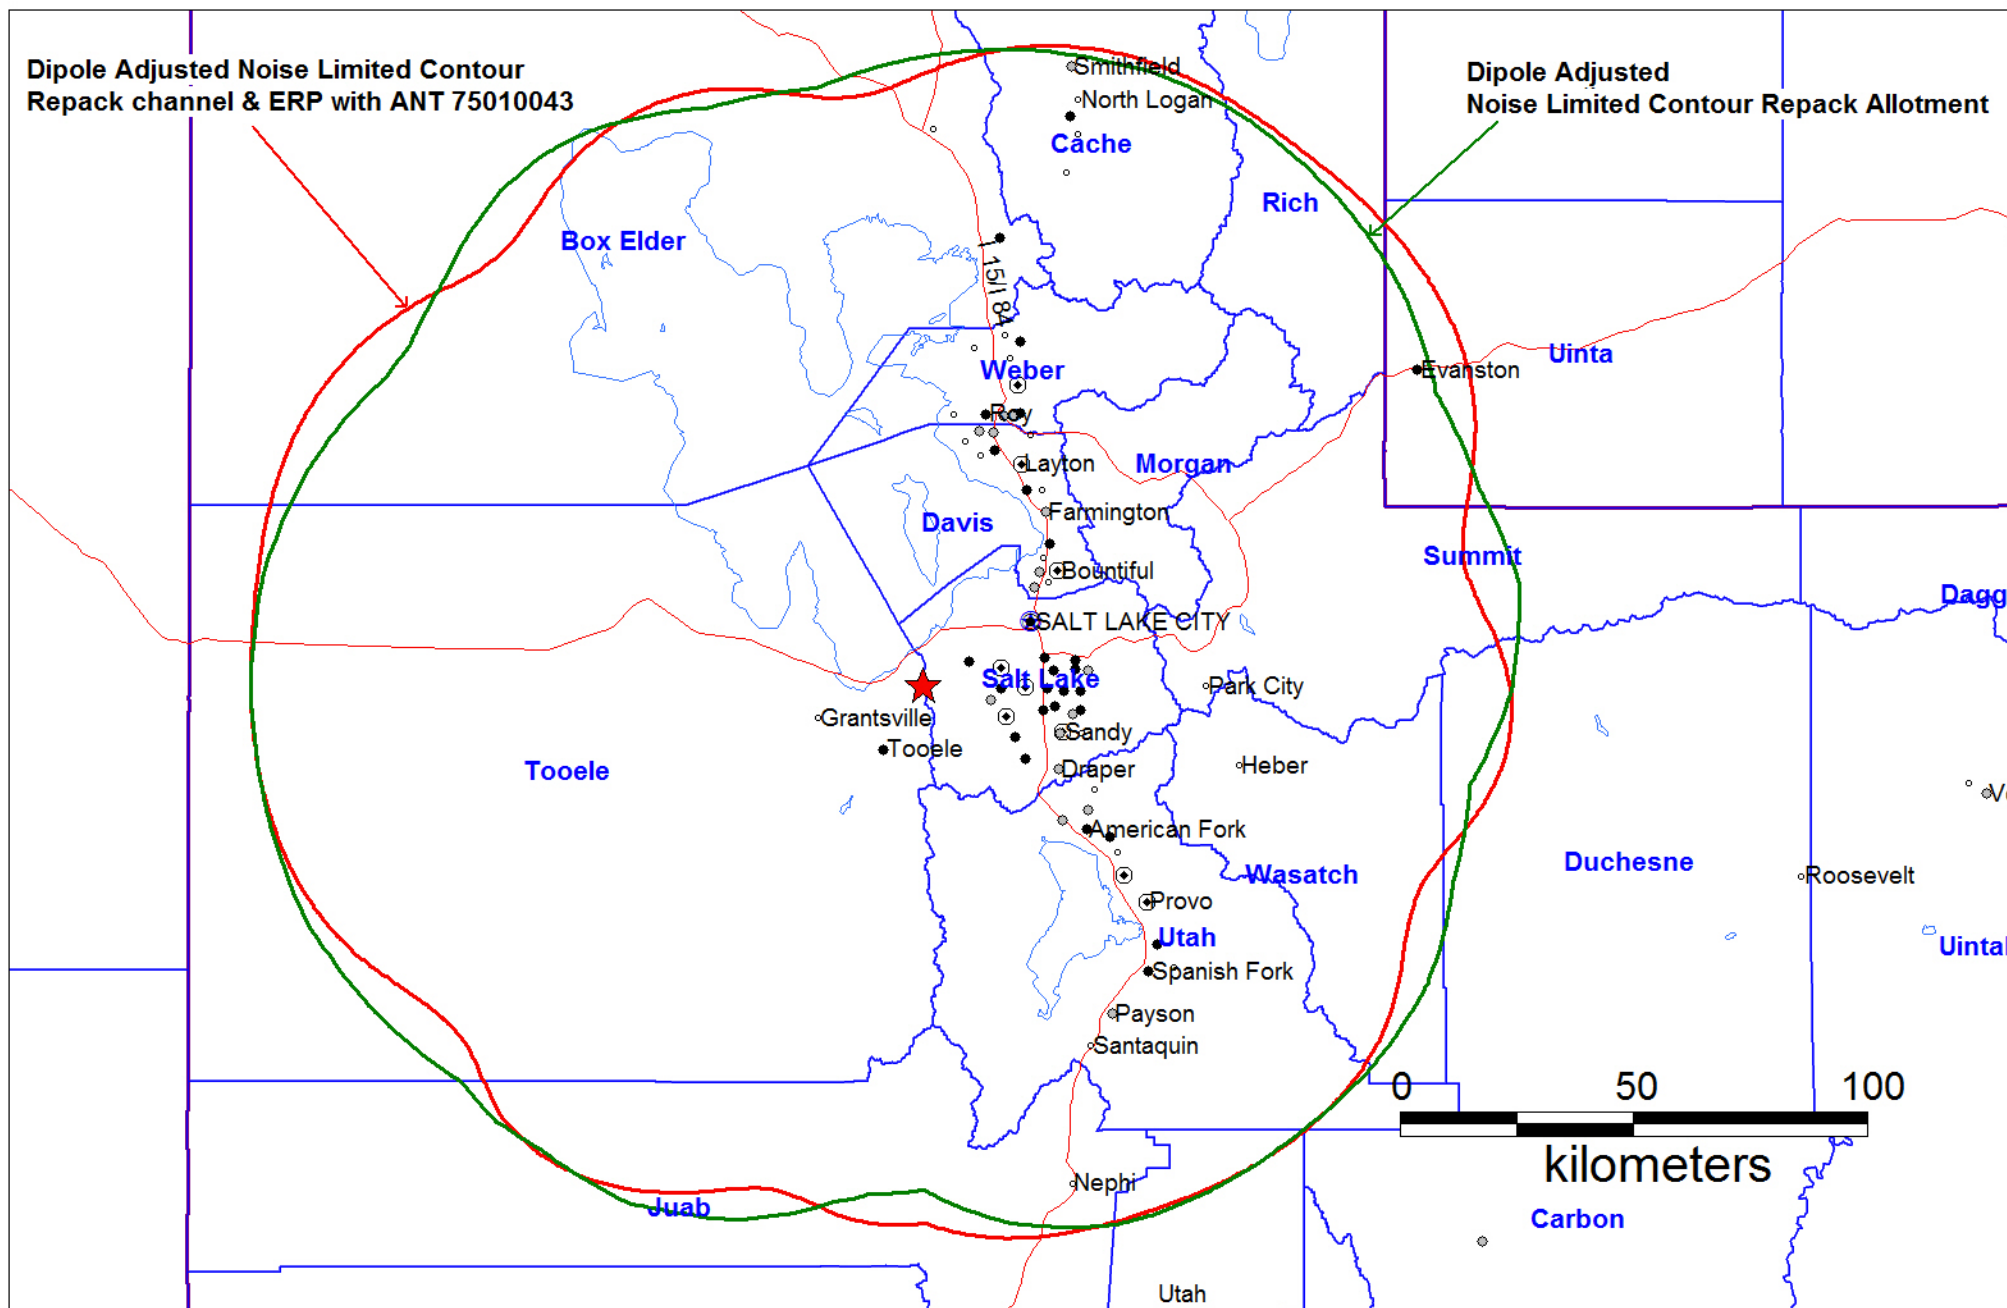 Dipole Adjusted Noise Limited Contour
Repack channel & ERP with ANT 75010043
Dipole Adjusted
Noise Limited Contour Repack Allotment
Smithfield
North Logan
Cache
Rich
Box Elder
I 15/I 84
Uinta
Evanston
Weber
Roy
Layton
Morgan
Farmington
Davis
Summit
Bountiful
Dagg
SALT LAKE CITY
Salt Lake
Park City
Grantsville
Sandy
Tooele
Tooele
Draper
Heber
American Fork
Duchesne
Wasatch
Roosevelt
Provo
Utah
Uintah
Spanish Fork
Payson
Santaquin
0 50 100
kilometers
Nephi
Juab
Carbon
Utah